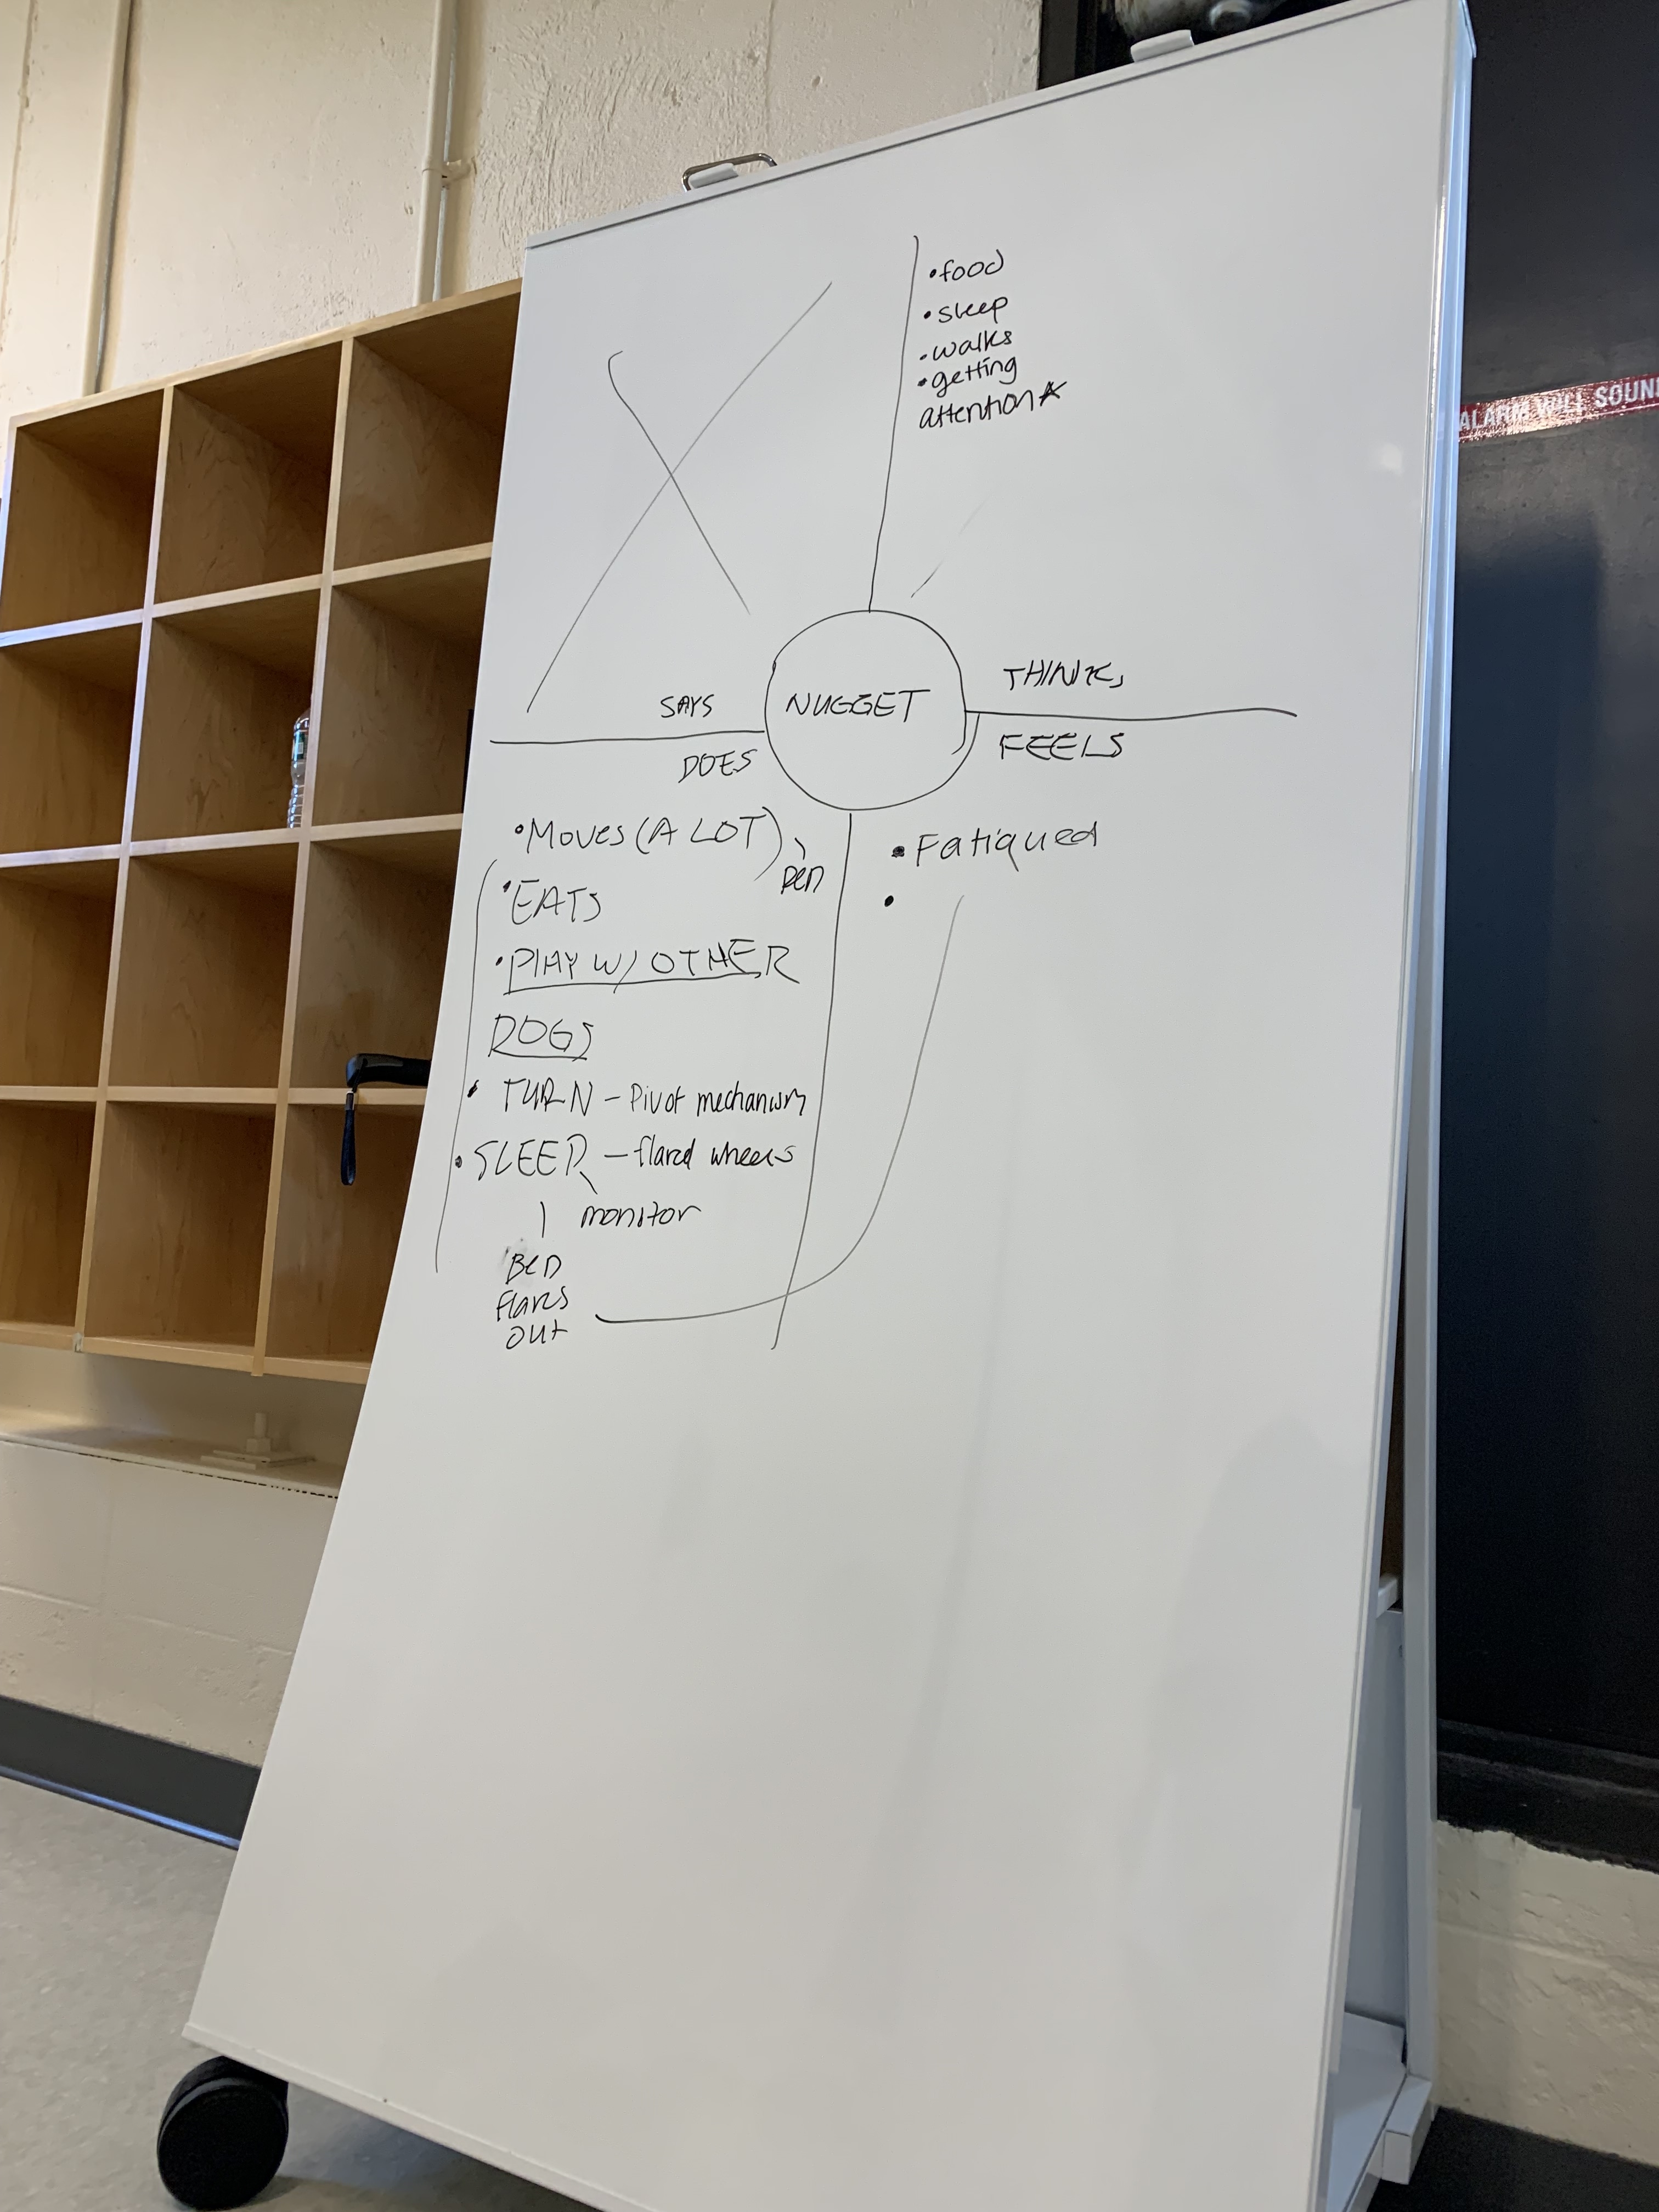 •food
•sleep
•walks
•getting
attention★
ALARM WILL SOUN
SAYS
NUGGET
THINKS
DOES
FEELS
•MOVES (A LOT)
pen
•EATS
•PLAY W/ OTHER
DOGS
• TURN – Pivot mechanism
• SLEEP – flared wheels
monitor
BED
flares
out
• Fatigued
•